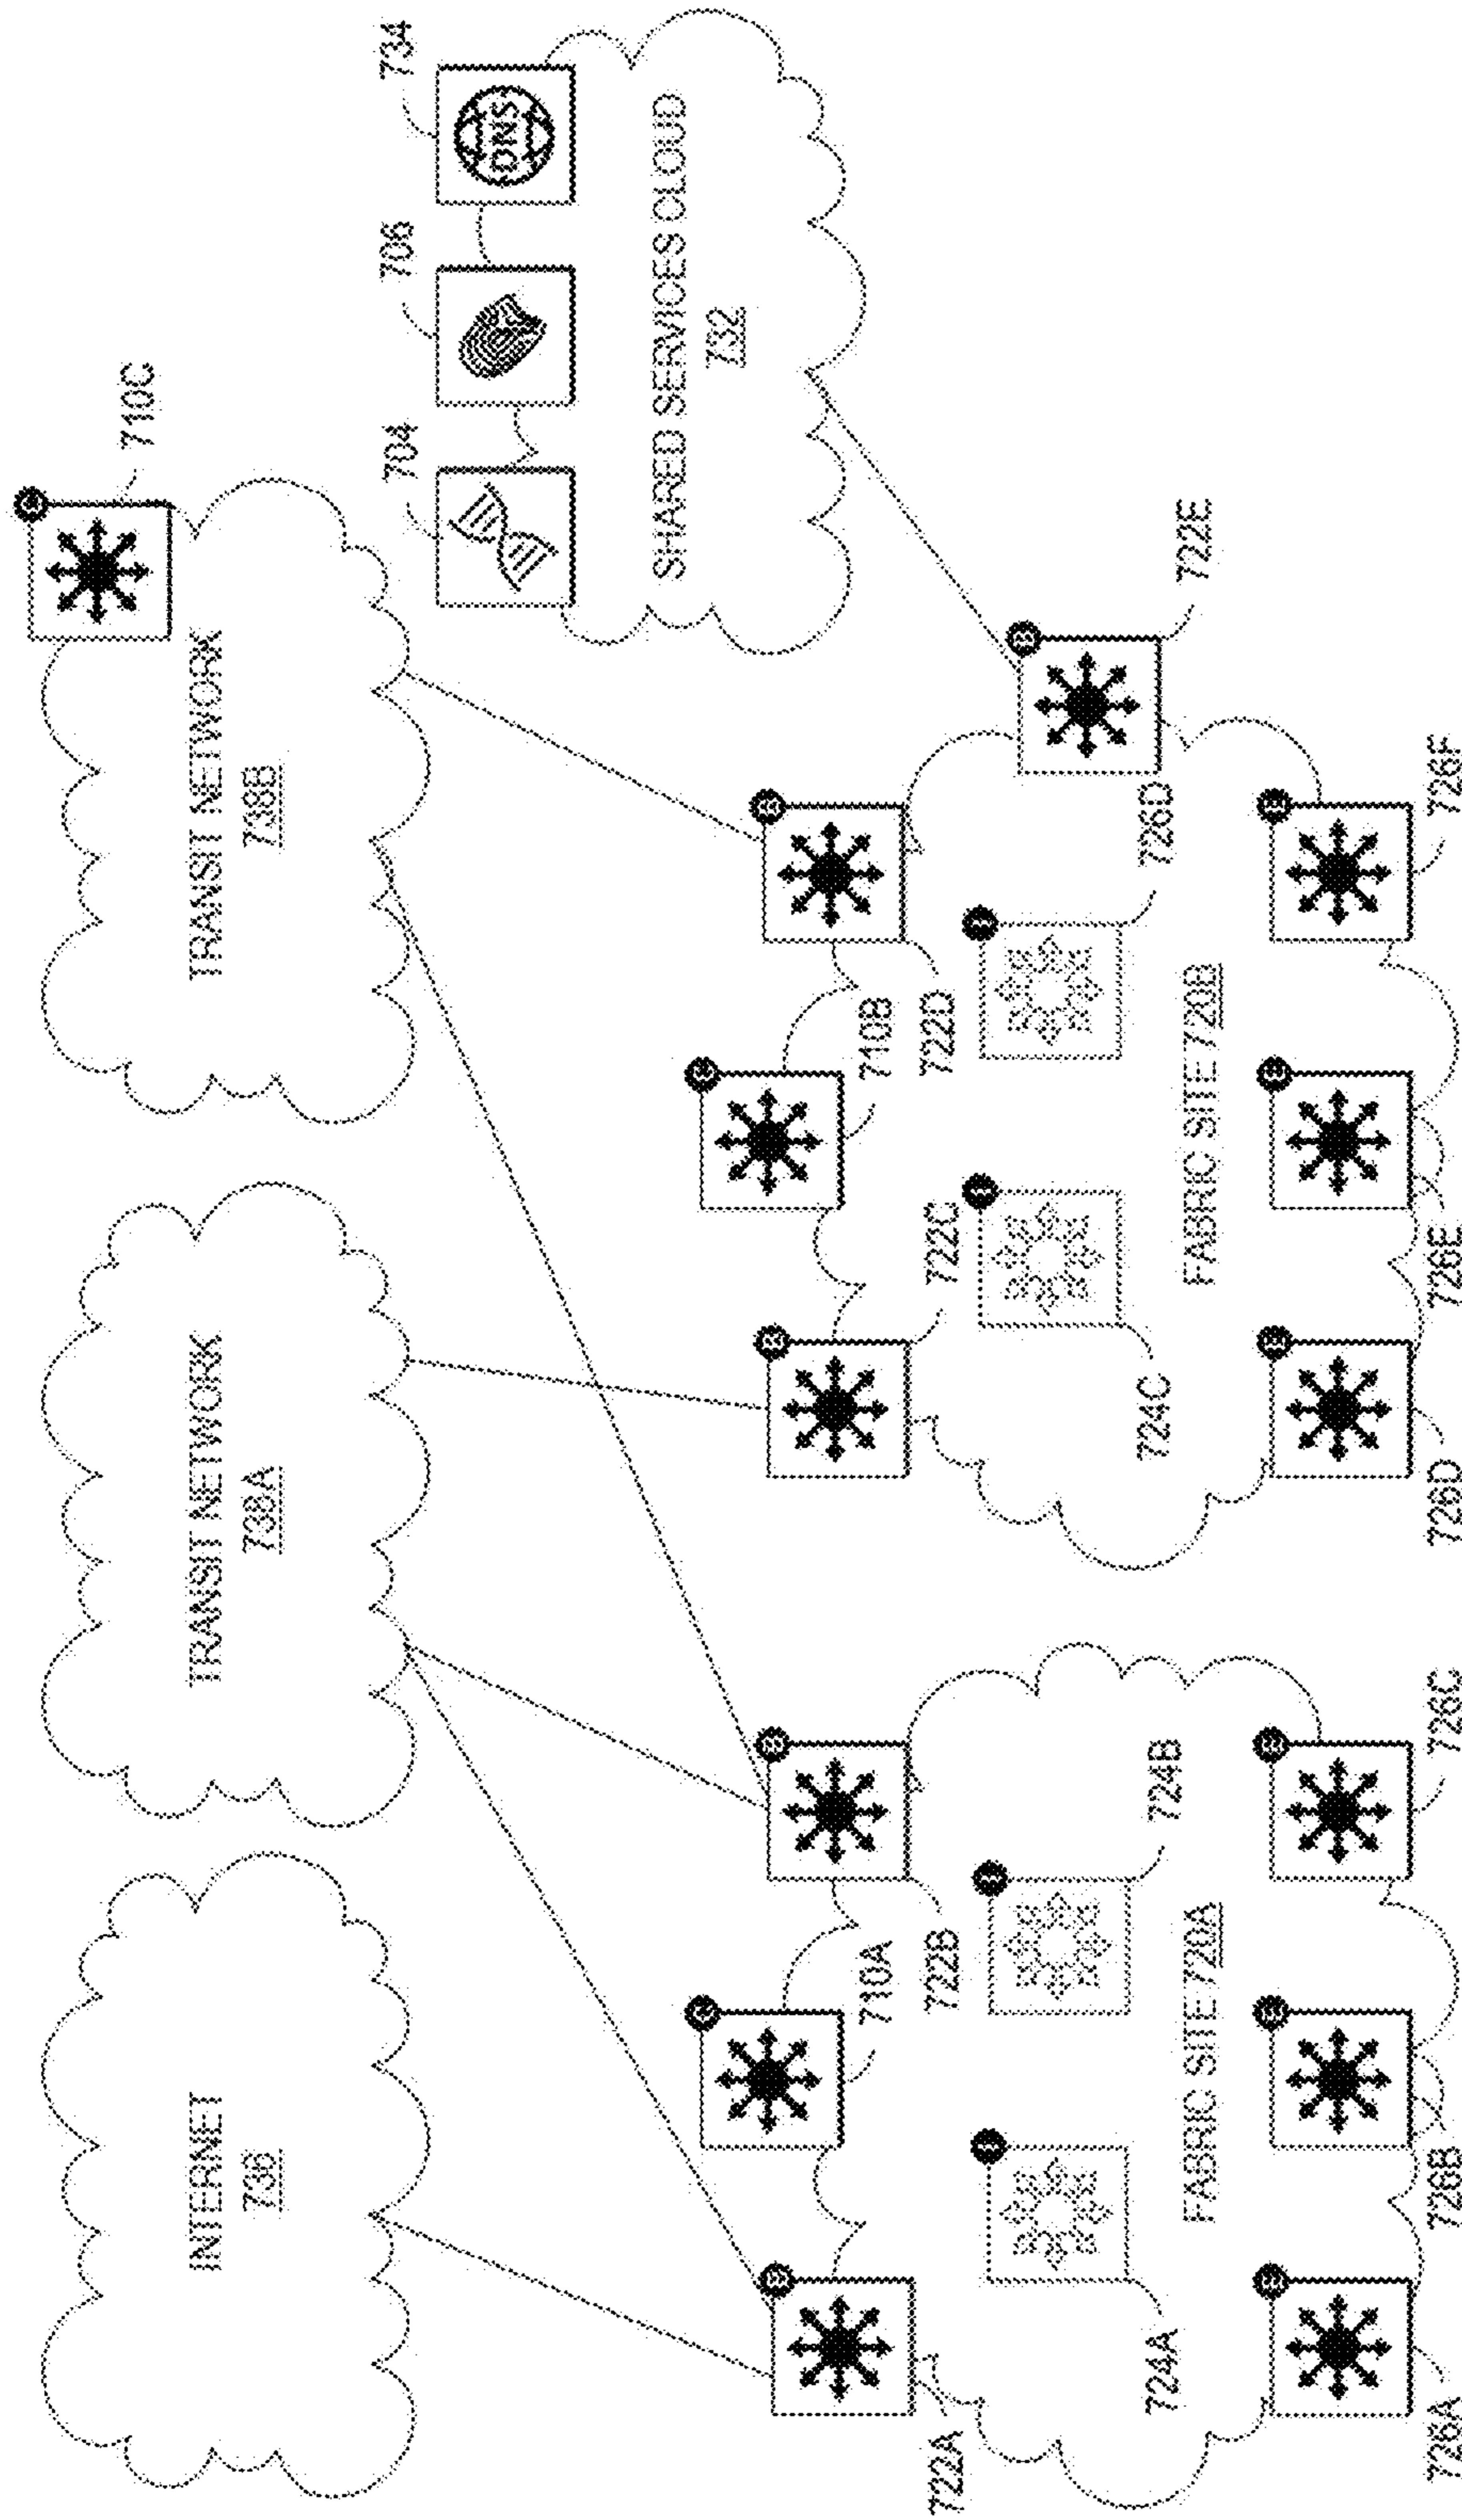 710C
INTERNET
736
TRANSIT NETWORK
738A
TRANSIT NETWORK
738B
704
706
734
DNS
SHARED SERVICES CLOUD
732
710A
710B
722A
722B
722C
722D
722E
724A
724B
724C
726D
FABRIC SITE 720A
FABRIC SITE 720B
726A
726B
726C
726D
726E
726F